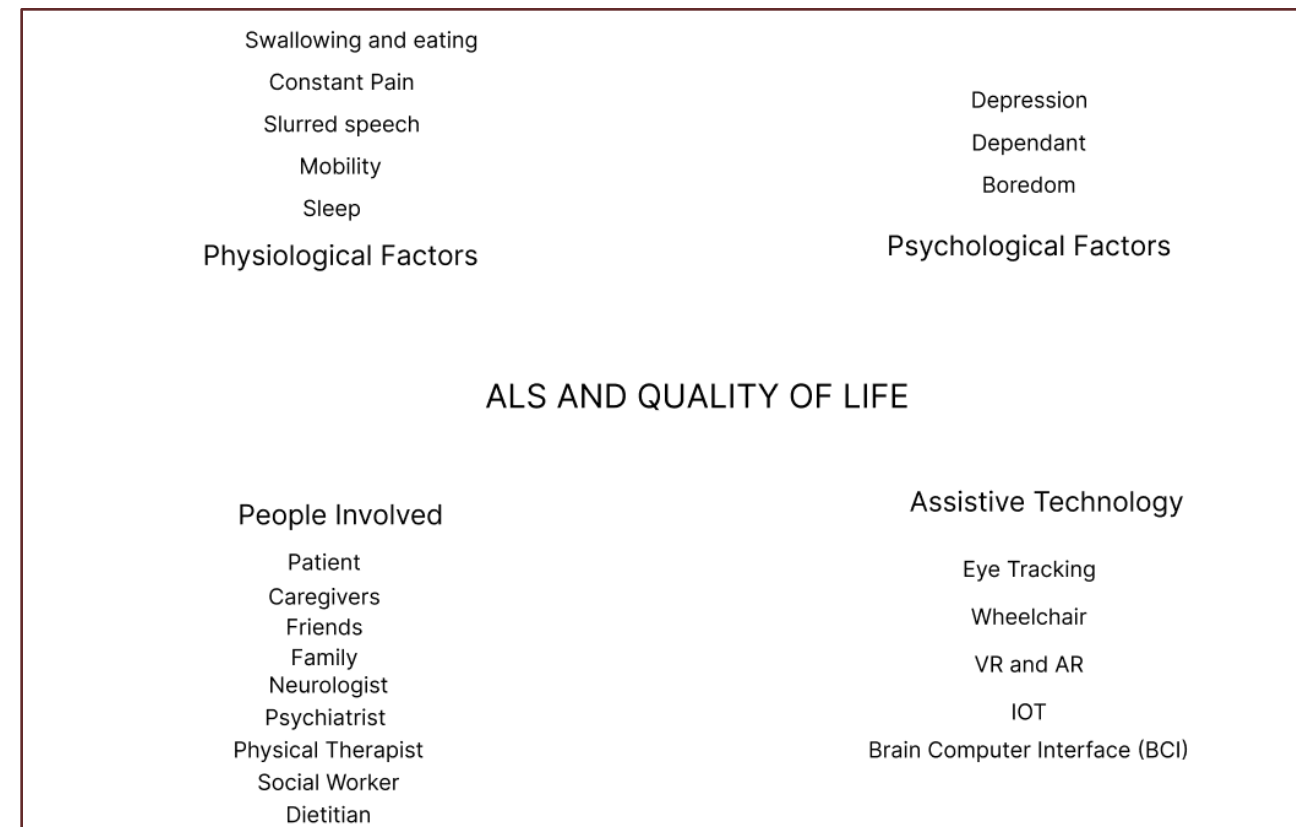 Swallowing and eating
Constant Pain
Slurred speech
Mobility
Sleep
Physiological Factors
Depression
Dependant
Boredom
Psychological Factors
ALS AND QUALITY OF LIFE
People Involved
Patient
Caregivers
Friends
Family
Neurologist
Psychiatrist
Physical Therapist
Social Worker
Dietitian
Assistive Technology
Eye Tracking
Wheelchair
VR and AR
IOT
Brain Computer Interface (BCI)